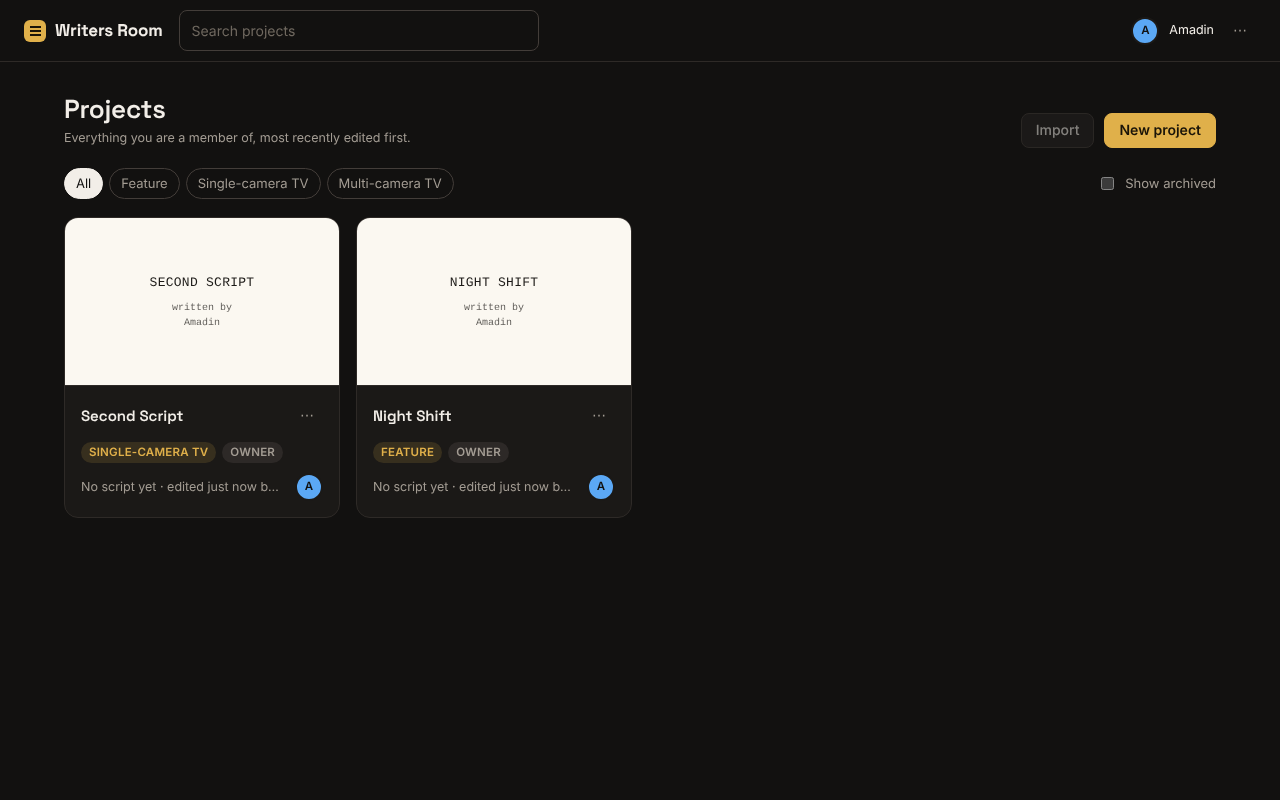 Writers Room
Search projects
A
Amadin
···
Projects
Everything you are a member of, most recently edited first.
Import
New project
All
Feature
Single-camera TV
Multi-camera TV
Show archived
SECOND SCRIPT
written by
Amadin
Second Script
···
SINGLE-CAMERA TV
OWNER
No script yet · edited just now b...
A
NIGHT SHIFT
written by
Amadin
Night Shift
···
FEATURE
OWNER
No script yet · edited just now b...
A